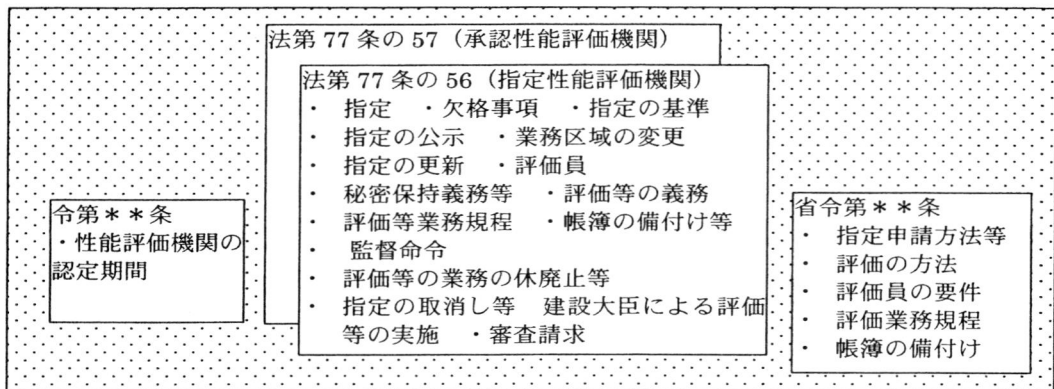 法第 77 条の 57（承認性能評価機関）
法第 77 条の 56（指定性能評価機関）
・ 指定 ・欠格事項 ・指定の基準
・ 指定の公示 ・業務区域の変更
・ 指定の更新 ・評価員
・ 秘密保持義務等 ・評価等の義務
・ 評価等業務規程 ・帳簿の備付け等
・ 監督命令
・ 評価等の業務の休廃止等
・ 指定の取消し等 建設大臣による評価
等の実施 ・審査請求
令第＊＊条
・性能評価機関の
認定期間
省令第＊＊条
・ 指定申請方法等
・ 評価の方法
・ 評価員の要件
・ 評価業務規程
・ 帳簿の備付け